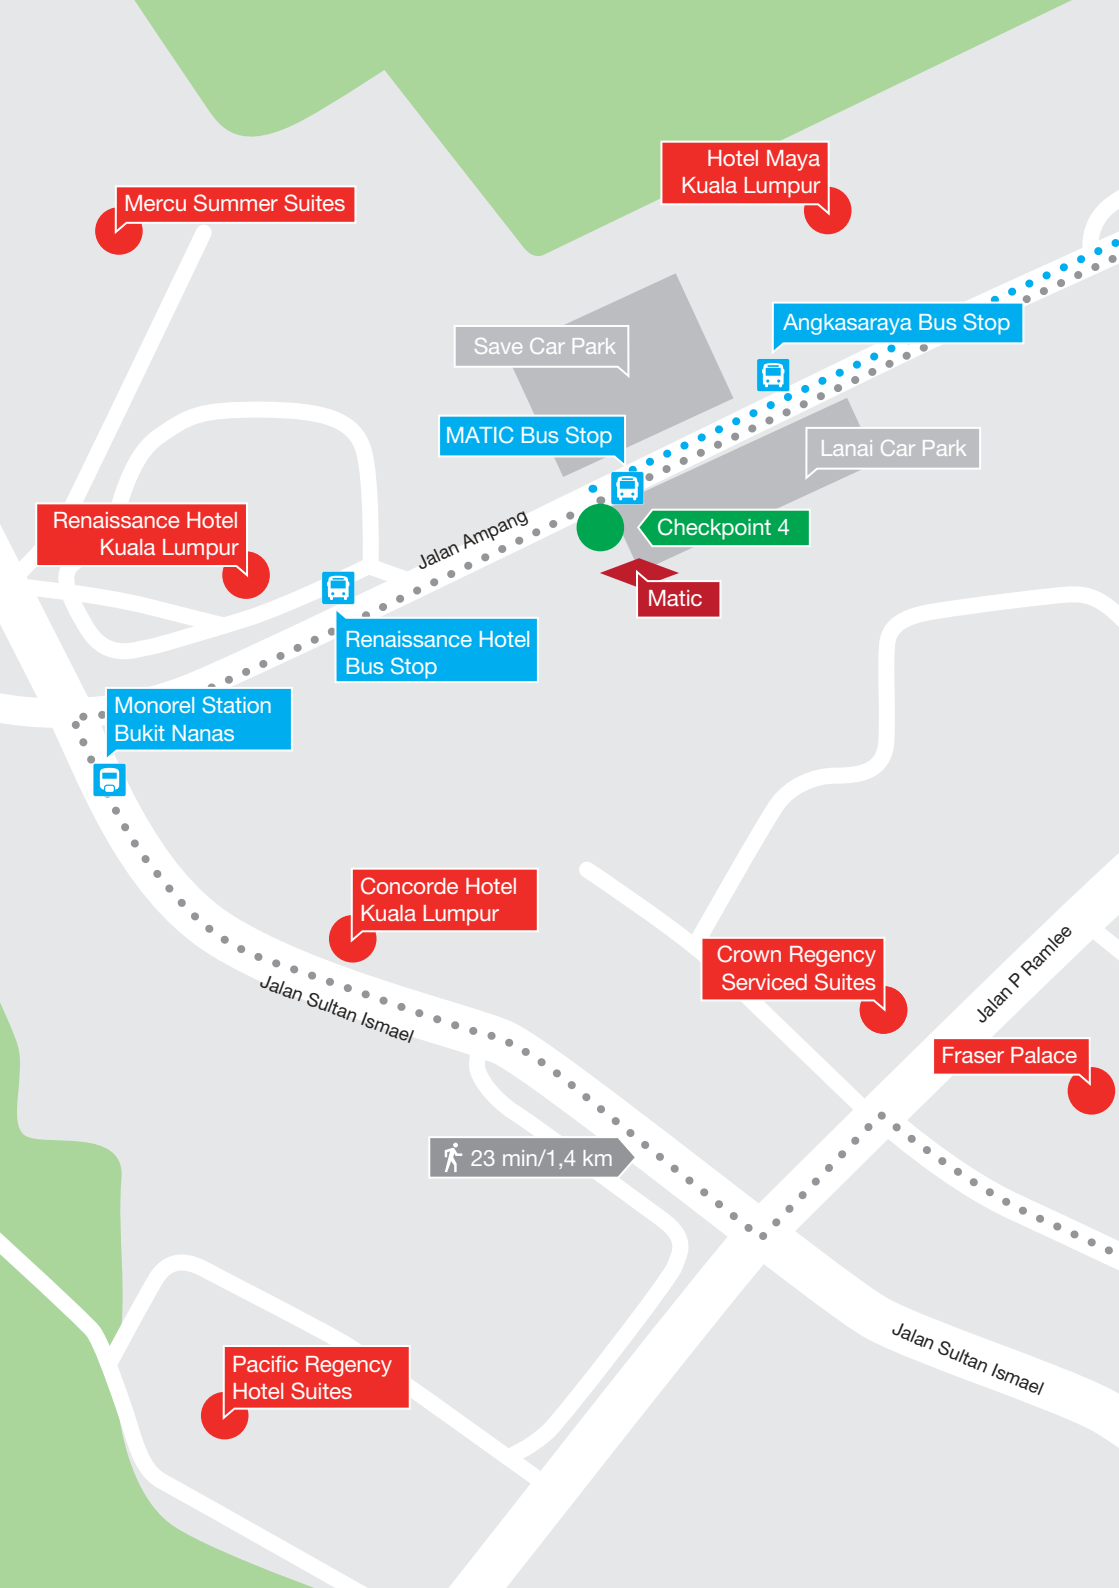 Hotel Maya
Kuala Lumpur
Mercu Summer Suites
Angkasaraya Bus Stop
Save Car Park
MATIC Bus Stop
Lanai Car Park
Renaissance Hotel
Kuala Lumpur
Jalan Ampang
Checkpoint 4
Matic
Renaissance Hotel
Bus Stop
Monorel Station
Bukit Nanas
Concorde Hotel
Kuala Lumpur
Jalan Sultan Ismael
Crown Regency
Serviced Suites
Jalan P Ramlee
Fraser Palace
23 min/1,4 km
Jalan Sultan Ismael
Pacific Regency
Hotel Suites